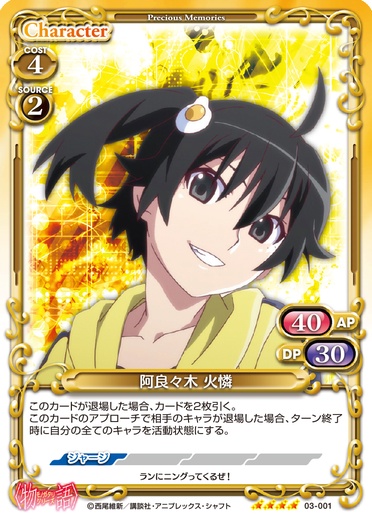 Precious Memories
Character
COST
4
SOURCE
2
40 AP
DP 30
阿良々木 火憐
このカードが退場した場合、カードを2枚引く。
このカードのアプローチで相手のキャラが退場した場合、ターン終了
時に自分の全てのキャラを活動状態にする。
ジャージ
ランにニングってくるぜ!
物語
©西尾維新/講談社・アニプレックス・シャフト
★★★★ 03-001